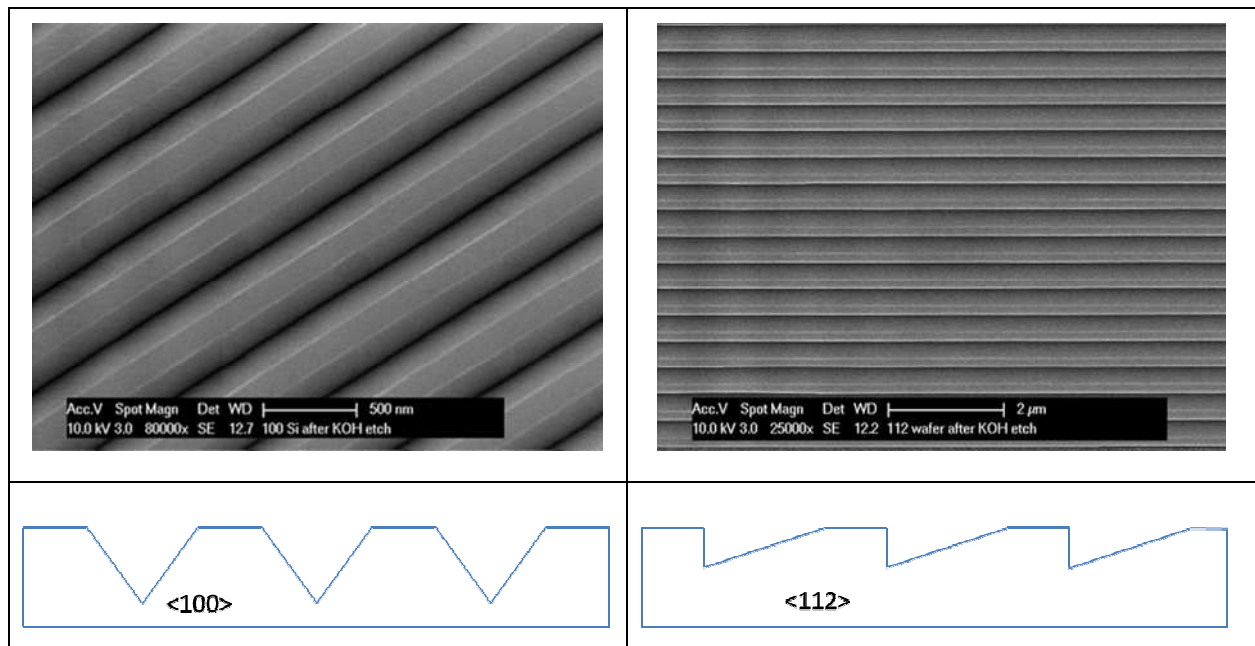 Acc.V Spot Magn Det WD 500 nm
10.0 kV 3.0 80000x SE 12.7 100 Si after KOH etch
Acc.V Spot Magn Det WD 2 µm
10.0 kV 3.0 25000x SE 12.2 112 wafer after KOH etch
<100>
<112>